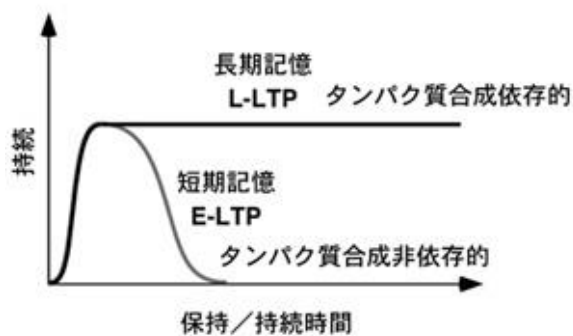 長期記憶
L-LTP タンパク質合成依存的
持続
短期記憶
E-LTP
タンパク質合成非依存的
保持／持続時間